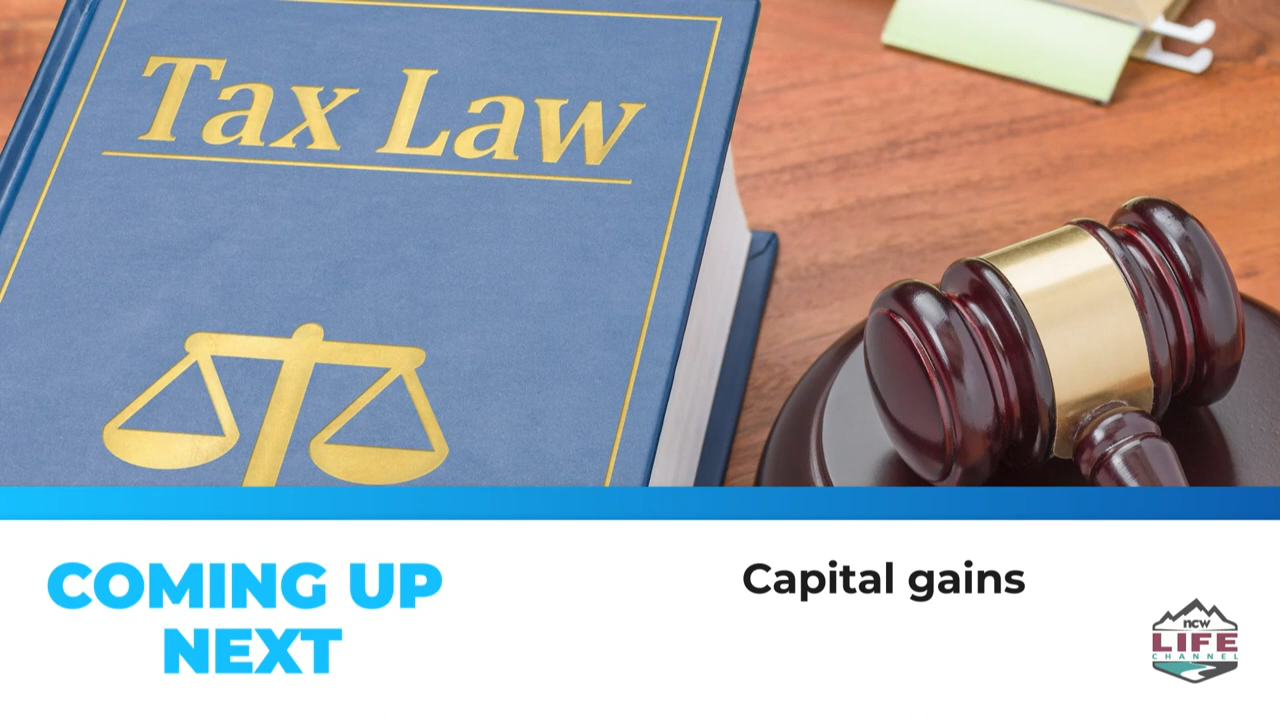 Tax Law
COMING UP
NEXT
Capital gains
ncw
LIFE
CHANNEL